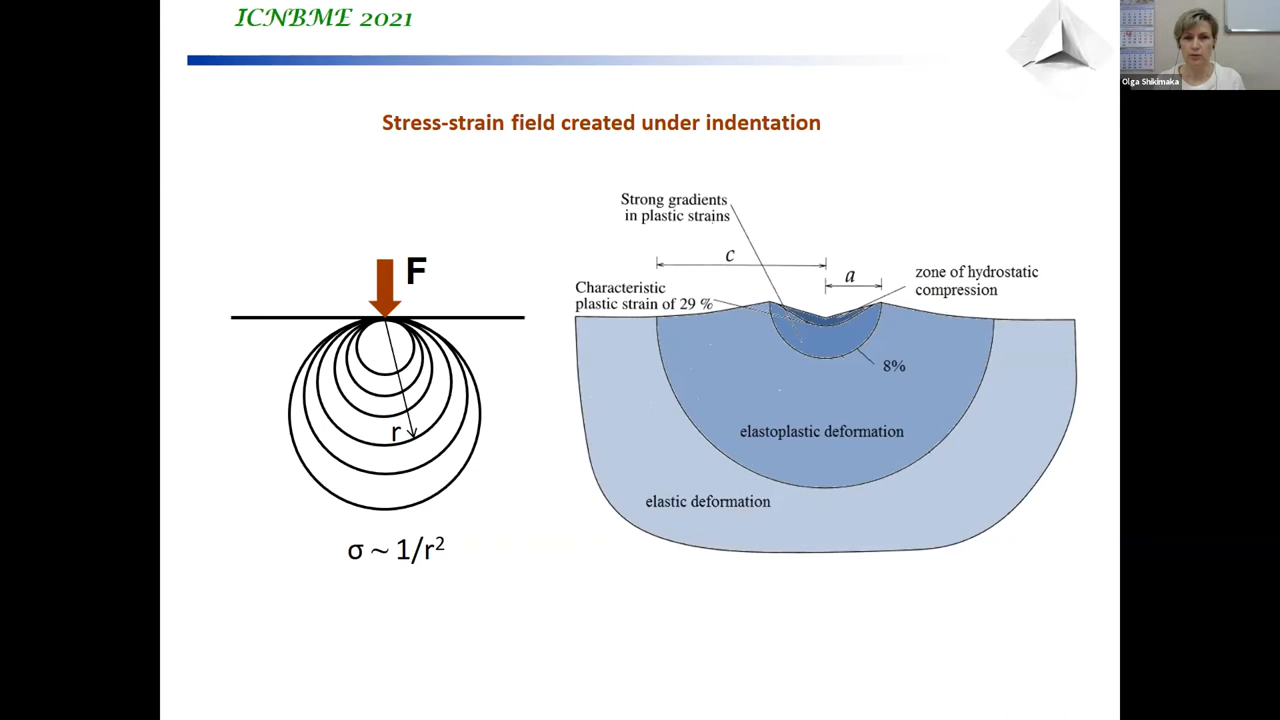 ICNBME 2021
Olga Shikimaka
Stress-strain field created under indentation
F
r
σ ~ 1/r²
Strong gradients
in plastic strains
c
a
Characteristic
plastic strain of 29 %
zone of hydrostatic
compression
8%
elastoplastic deformation
elastic deformation